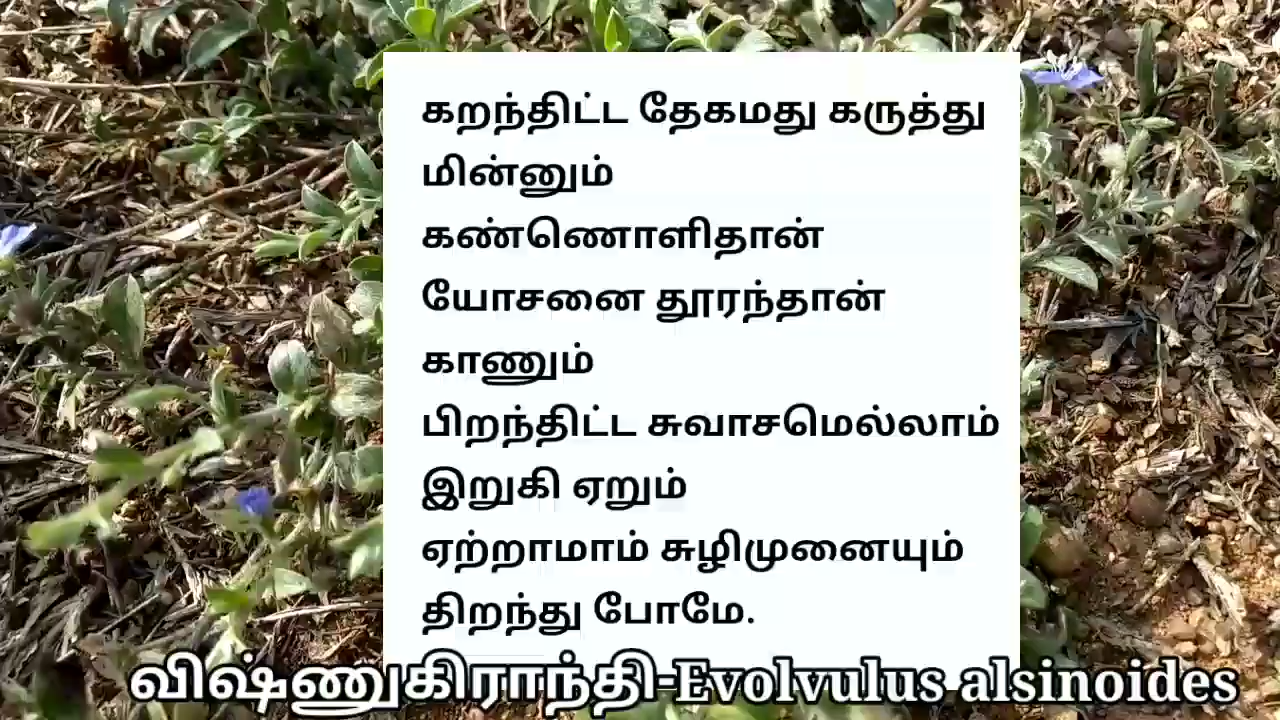 கறந்திட்ட தேகமது கருத்து
மின்னும்
கண்ணொளிதான்
யோசனை தூரந்தான்
காணும்
பிறந்திட்ட சுவாசமெல்லாம்
இறுகி ஏறும்
ஏற்றாமாம் சுழிமுனையும்
திறந்து போமே.
விஷ்ணுகிராந்தி-Evolvulus alsinoides